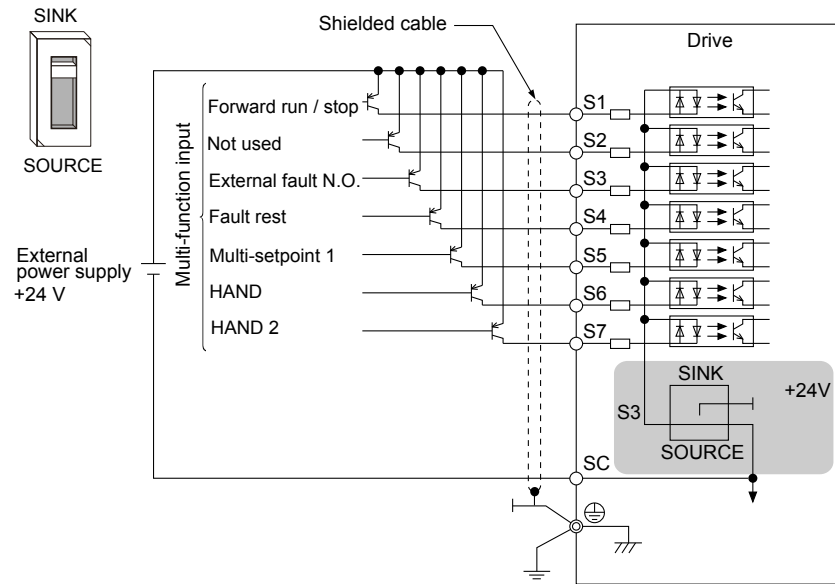 SINK
SOURCE
Shielded cable
Drive
Multi-function input
Forward run / stop
Not used
External fault N.O.
Fault rest
Multi-setpoint 1
HAND
HAND 2
External
power supply
+24 V
S1
S2
S3
S4
S5
S6
S7
SINK
+24V
S3
SOURCE
SC